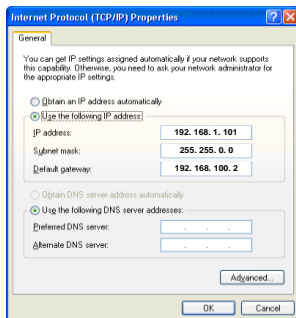 Internet Protocol (TCP/IP) Properties
General
You can get IP settings assigned automatically if your network supports
this capability. Otherwise, you need to ask your network administrator for
the appropriate IP settings.
Obtain an IP address automatically
Use the following IP address:
IP address: 192. 168. 1. 101
Subnet mask: 255. 255. 0. 0
Default gateway: 192. 168. 100. 2
Obtain DNS server address automatically
Use the following DNS server addresses:
Preferred DNS server: . . .
Alternate DNS server: . . .
Advanced...
OK Cancel